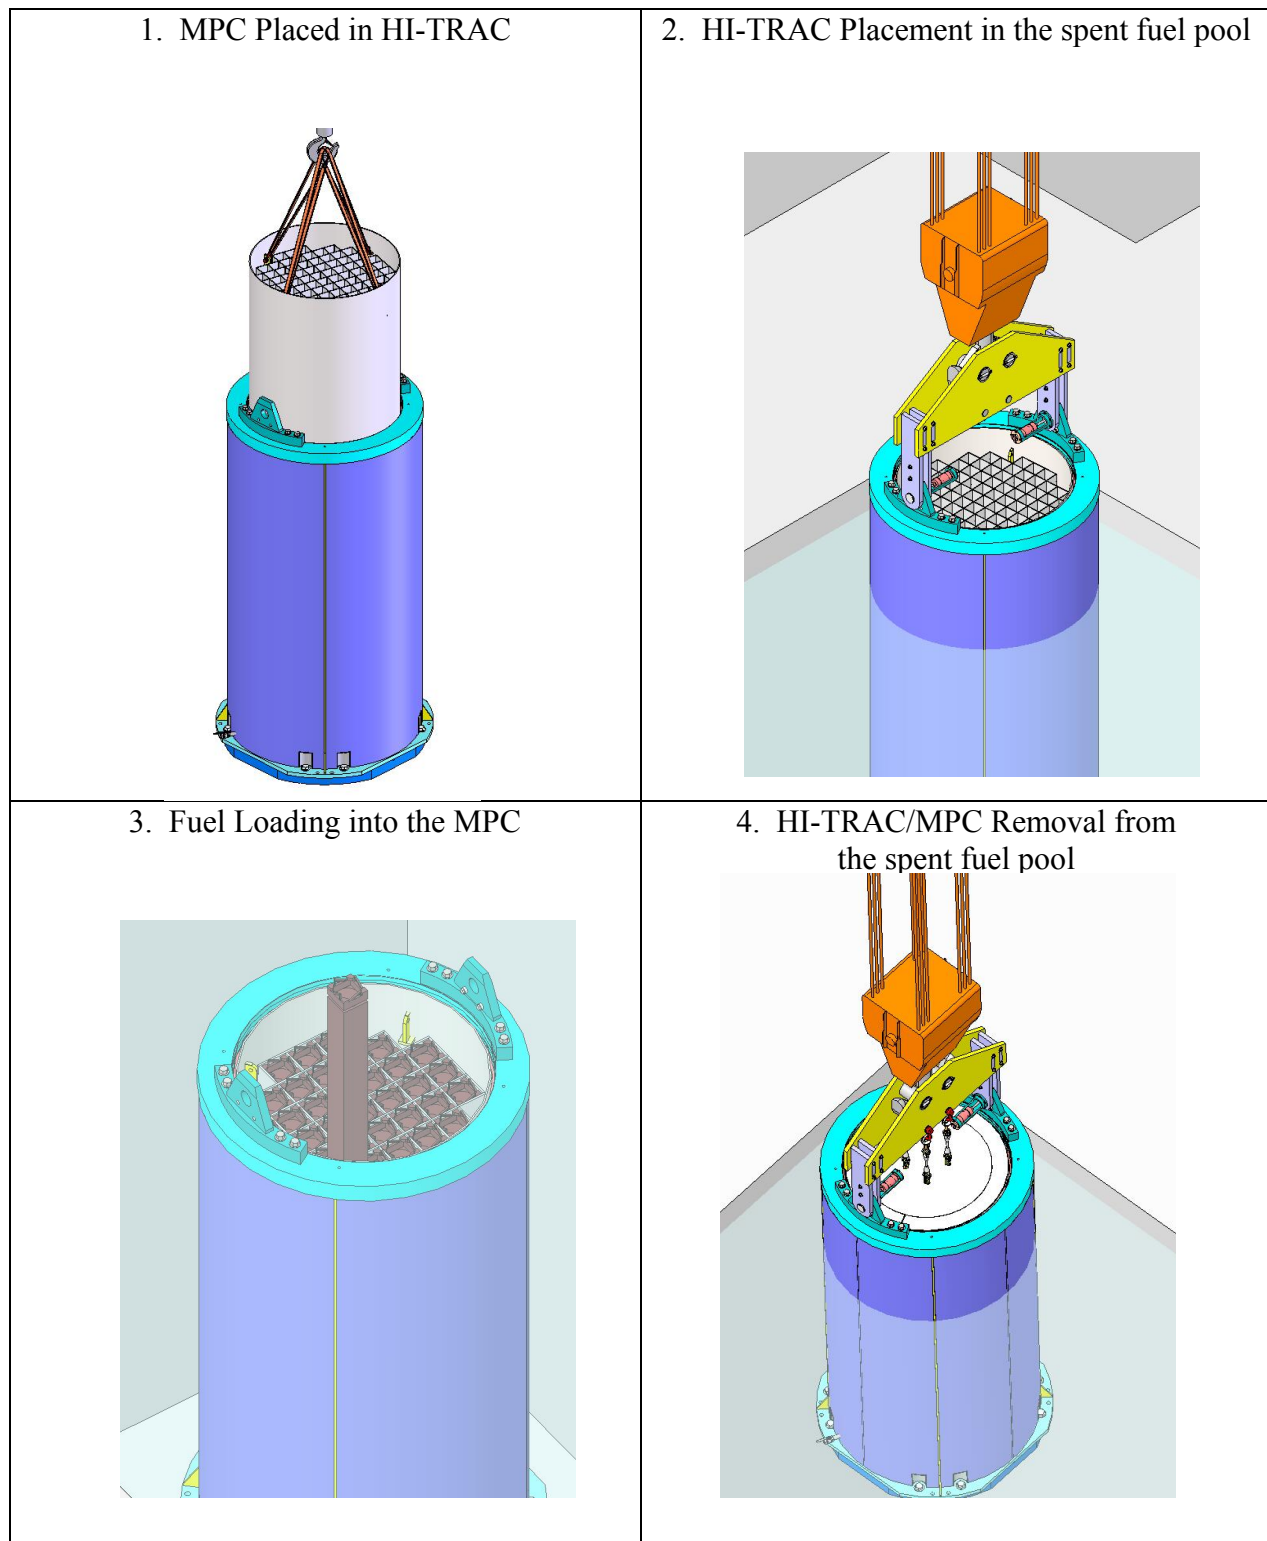 1. MPC Placed in HI-TRAC
2. HI-TRAC Placement in the spent fuel pool
3. Fuel Loading into the MPC
4. HI-TRAC/MPC Removal from
the spent fuel pool